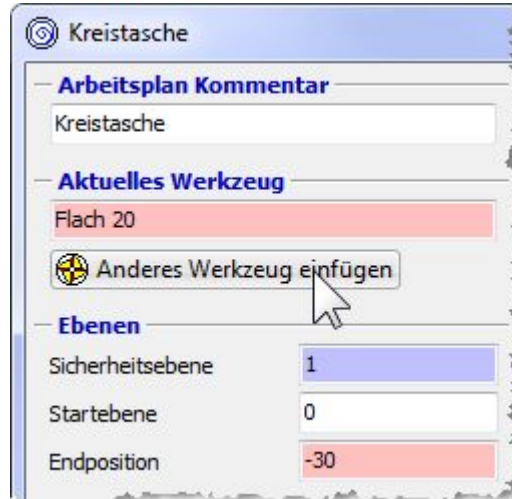 Kreistasche
Arbeitsplan Kommentar
Kreistasche
Aktuelles Werkzeug
Flach 20
Anderes Werkzeug einfügen
Ebenen
Sicherheitsebene 1
Startebene 0
Endposition -30